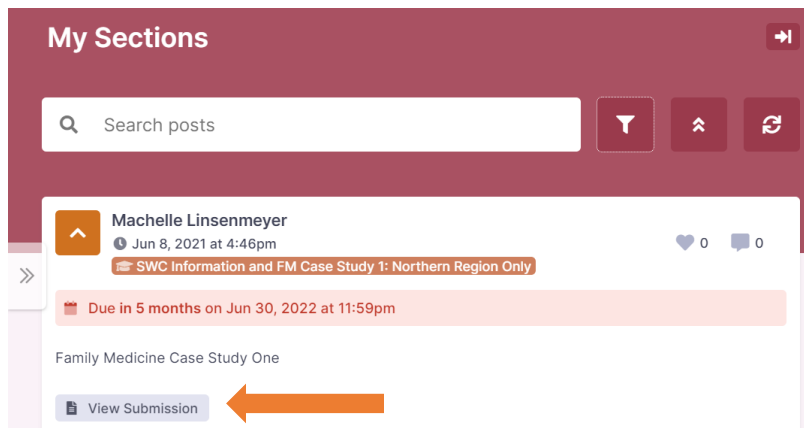 My Sections
Search posts
Machelle Linsenmeyer
Jun 8, 2021 at 4:46pm
0 0
SWC Information and FM Case Study 1: Northern Region Only
Due in 5 months on Jun 30, 2022 at 11:59pm
Family Medicine Case Study One
View Submission